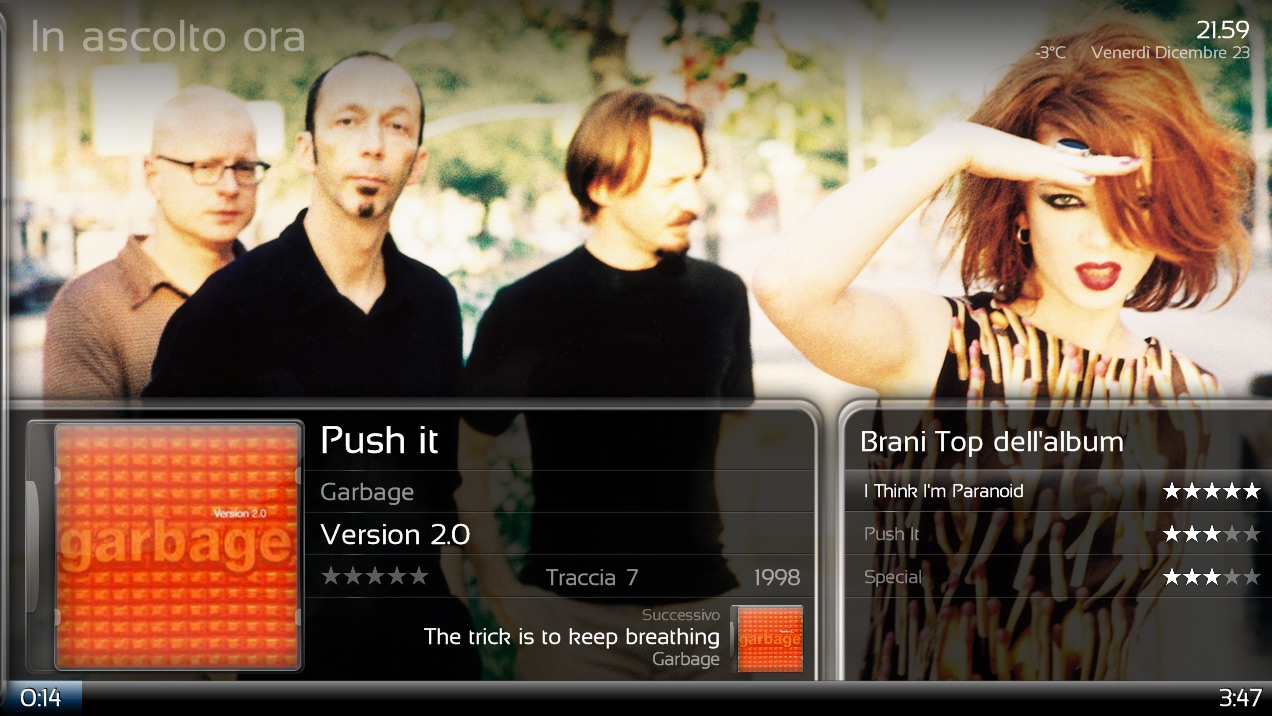 In ascolto ora
21.59
-3°C Venerdì Dicembre 23
Version 2.0
garbage
Push it
Garbage
Version 2.0
Traccia 7 1998
Successivo
The trick is to keep breathing
Garbage
garbage
Brani Top dell'album
I Think I'm Paranoid
Push It
Special
0:14
3:47